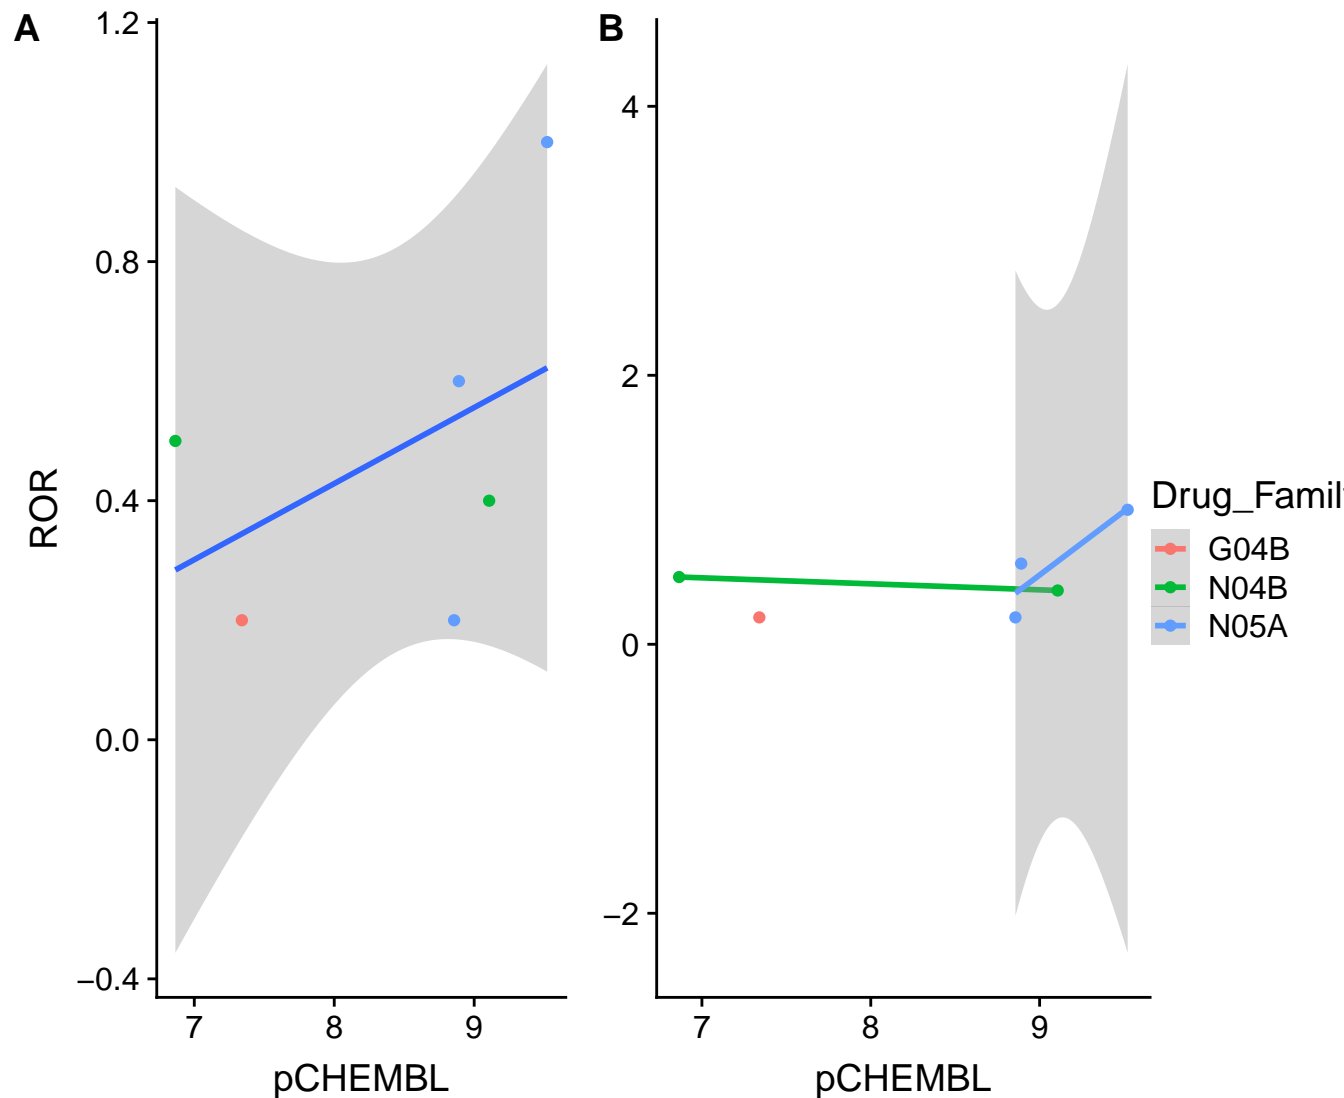 A
1.2
0.8
0.4
0.0
−0.4
ROR
7 8 9
pCHEMBL
B
4
2
0
−2
7 8 9
pCHEMBL
Drug_Famil
G04B
N04B
N05A